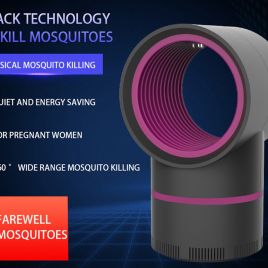 ACK TECHNOLOGY
KILL MOSQUITOES
SICAL MOSQUITO KILLING
UIET AND ENERGY SAVING
OR PREGNANT WOMEN
60 ° WIDE RANGE MOSQUITO KILLING
FAREWELL
MOSQUITOES